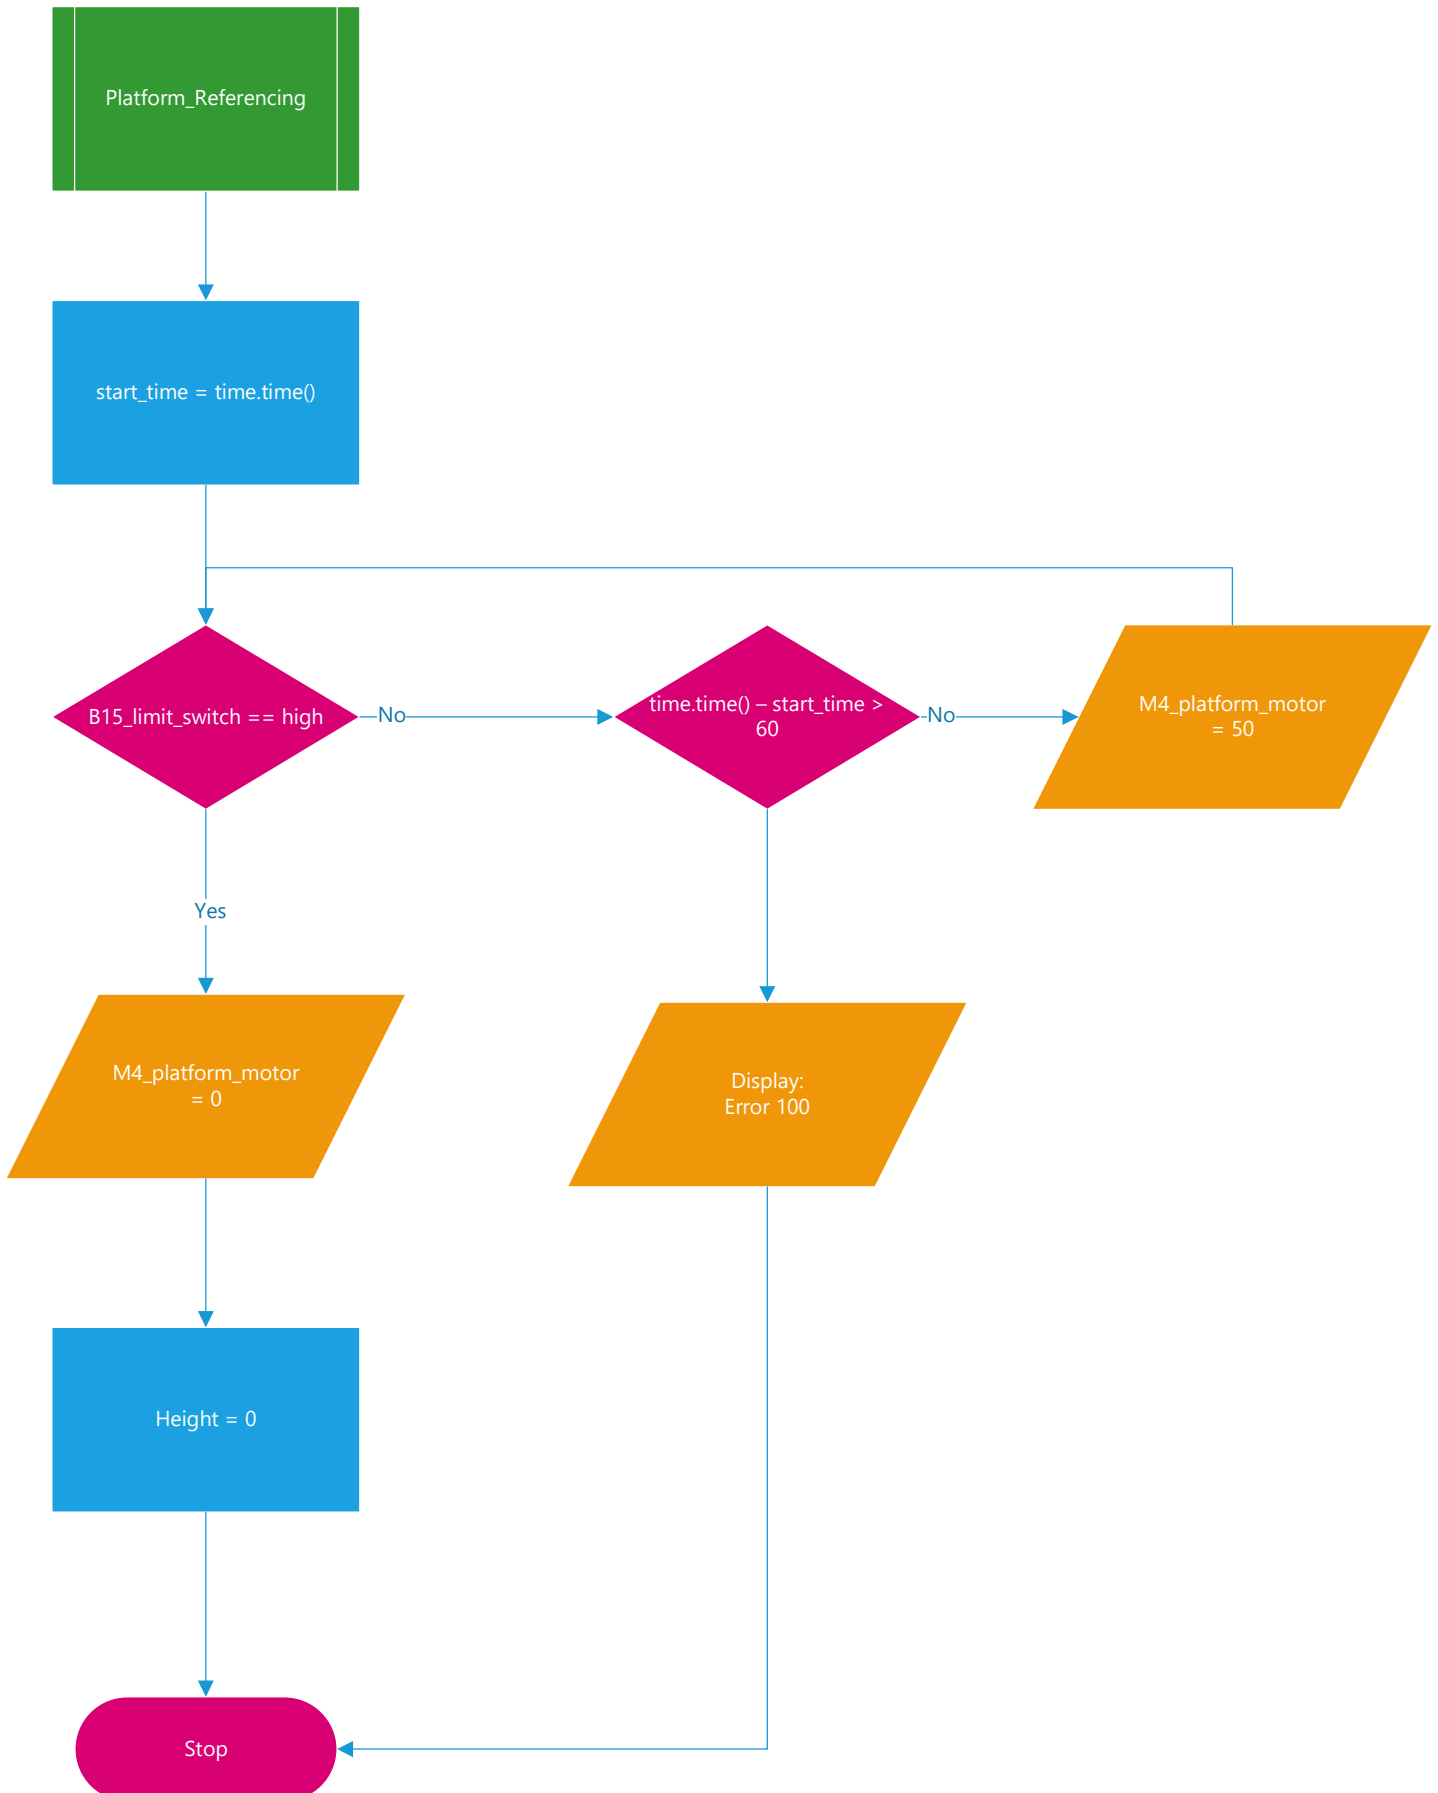 Platform_Referencing
start_time = time.time()
B15_limit_switch == high
No
time.time() – start_time >
60
No
M4_platform_motor
= 50
Yes
M4_platform_motor
= 0
Display:
Error 100
Height = 0
Stop